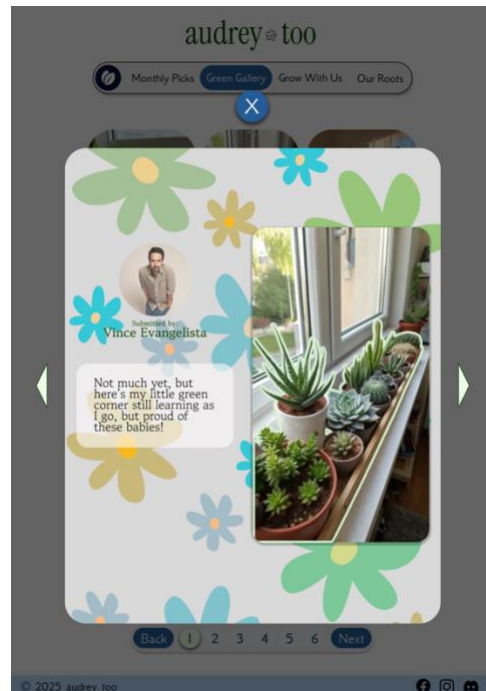 audrey too
Monthly Picks Green Gallery Grow With Us Our Roots
X
Submitted by:
Vince Evangelista
Not much yet, but
here's my little green
corner still learning as
I go, but proud of
these babies!
Back 1 2 3 4 5 6 Next
© 2025 audrey too